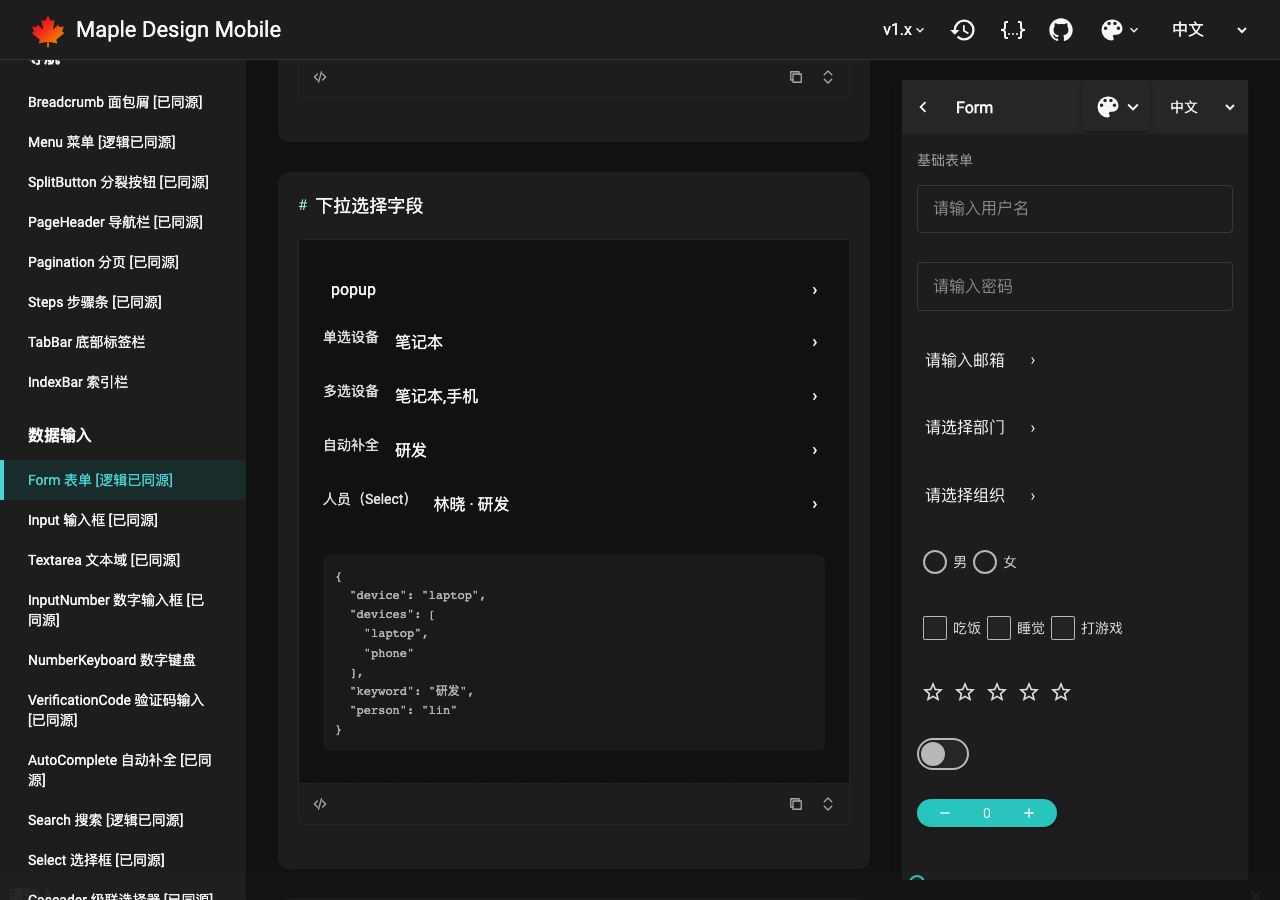 Maple Design Mobile
v1.x
中文
Breadcrumb 面包屑 [已同源]
Menu 菜单 [逻辑已同源]
SplitButton 分裂按钮 [已同源]
PageHeader 导航栏 [已同源]
Pagination 分页 [已同源]
Steps 步骤条 [已同源]
TabBar 底部标签栏
IndexBar 索引栏
数据输入
Form 表单 [逻辑已同源]
Input 输入框 [已同源]
Textarea 文本域 [已同源]
InputNumber 数字输入框 [已
同源]
NumberKeyboard 数字键盘
VerificationCode 验证码输入
[已同源]
AutoComplete 自动补全 [已同
源]
Search 搜索 [逻辑已同源]
Select 选择框 [已同源]
Cascader 级联选择器 [已同源]
# 下拉选择字段
popup
单选设备 笔记本
多选设备 笔记本,手机
自动补全 研发
人员（Select） 林晓 · 研发
{
"device": "laptop",
"devices": [
"laptop",
"phone"
],
"keyword": "研发",
"person": "lin"
}
Form
中文
基础表单
请输入用户名
请输入密码
请输入邮箱
请选择部门
请选择组织
男 女
吃饭 睡觉 打游戏
0